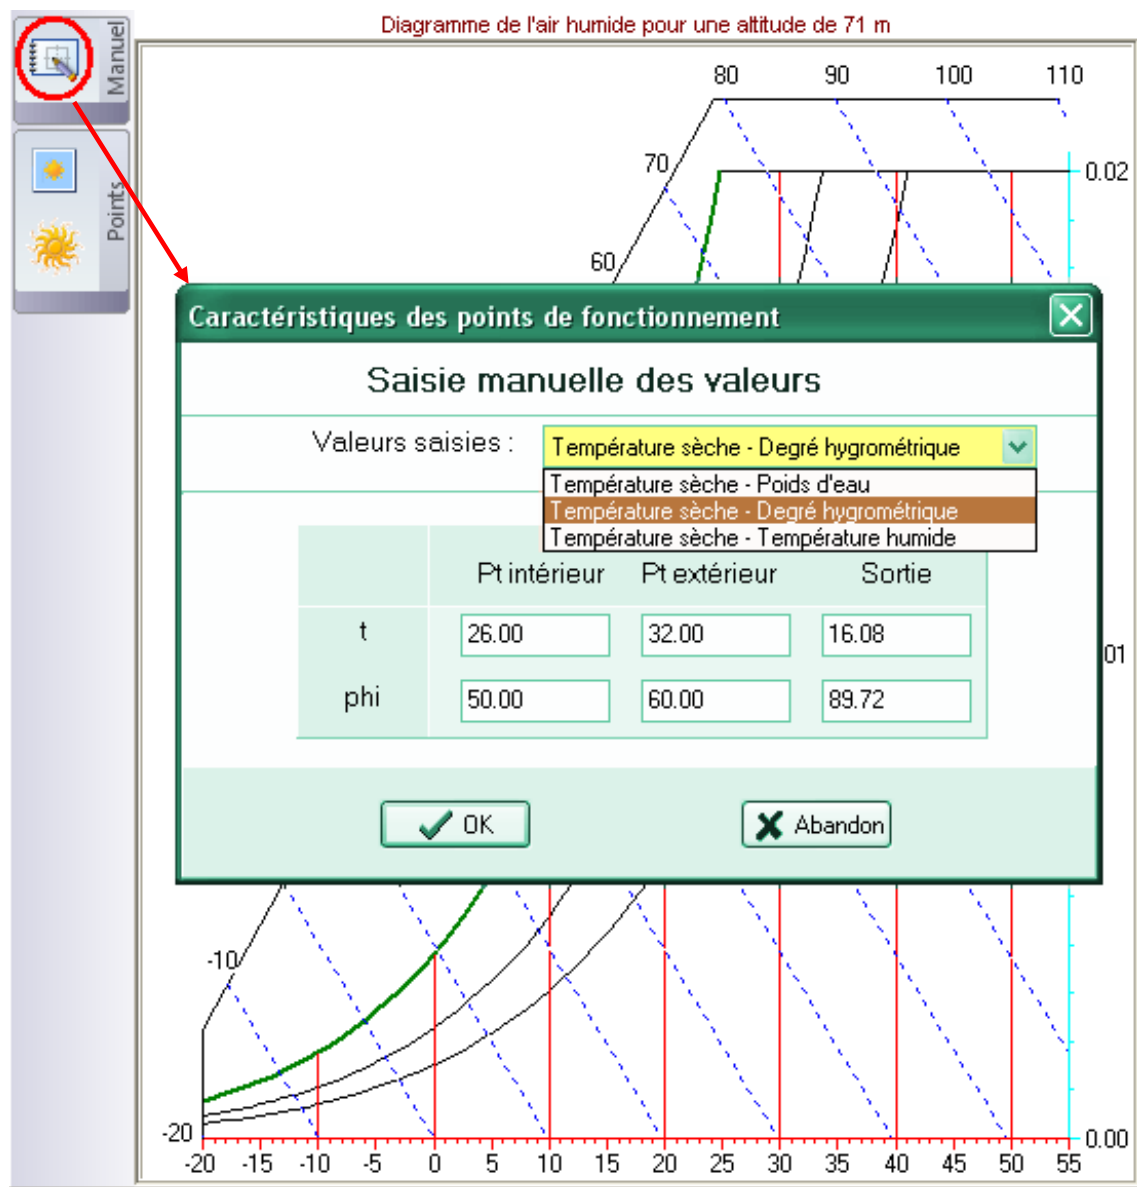 Diagramme de l'air humide pour une altitude de 71 m
Manuel
Points
80 90 100 110
70
0.02
60
Caractéristiques des points de fonctionnement
Saisie manuelle des valeurs
Valeurs saisies : Température sèche - Degré hygrométrique
Température sèche - Poids d'eau
Température sèche - Degré hygrométrique
Température sèche - Température humide
Pt intérieur Pt extérieur Sortie
t 26.00 32.00 16.08
01
phi 50.00 60.00 89.72
OK Abandon
-10
-20
0.00
-20 -15 -10 -5 0 5 10 15 20 25 30 35 40 45 50 55